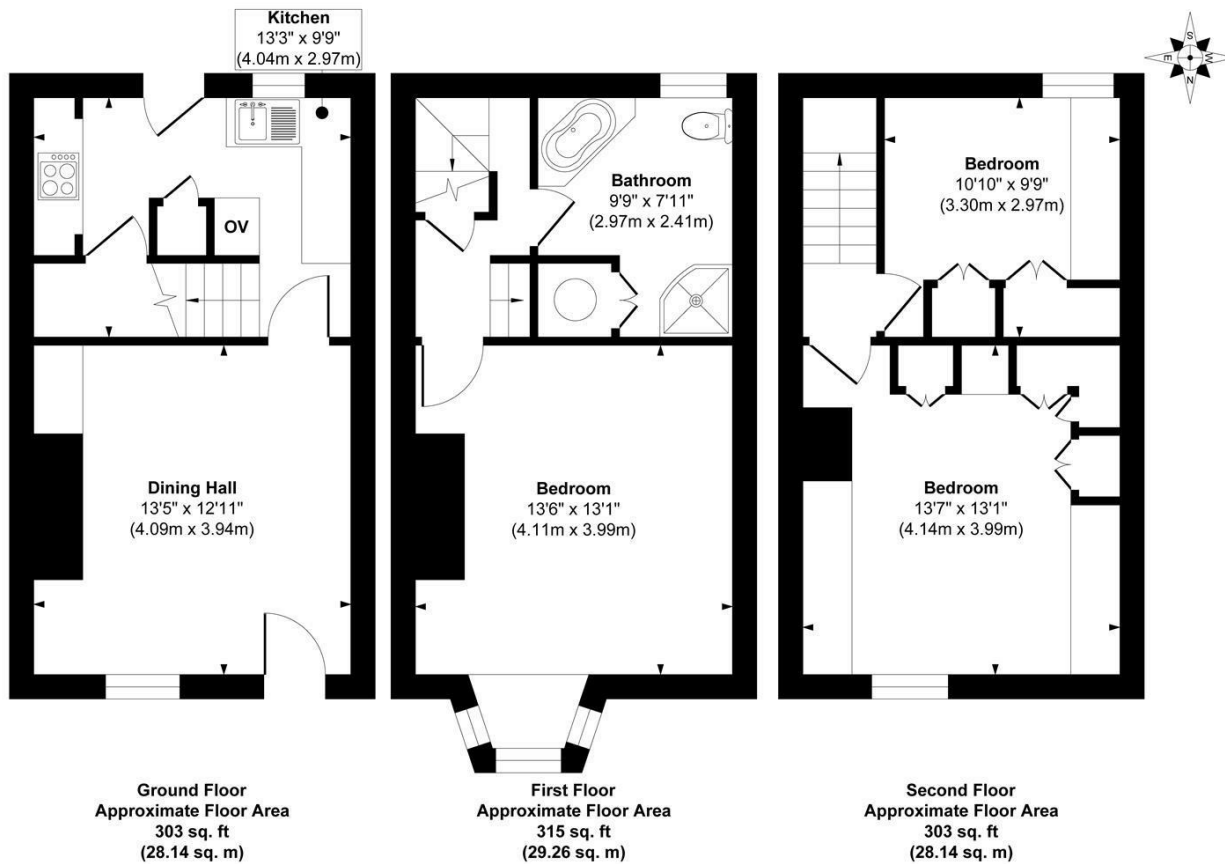 Kitchen
13'3" x 9'9"
(4.04m x 2.97m)
S
E
W
N
OV
Bathroom
9'9" x 7'11"
(2.97m x 2.41m)
Bedroom
10'10" x 9'9"
(3.30m x 2.97m)
Dining Hall
13'5" x 12'11"
(4.09m x 3.94m)
Bedroom
13'6" x 13'1"
(4.11m x 3.99m)
Bedroom
13'7" x 13'1"
(4.14m x 3.99m)
Ground Floor
Approximate Floor Area
303 sq. ft
(28.14 sq. m)
First Floor
Approximate Floor Area
315 sq. ft
(29.26 sq. m)
Second Floor
Approximate Floor Area
303 sq. ft
(28.14 sq. m)